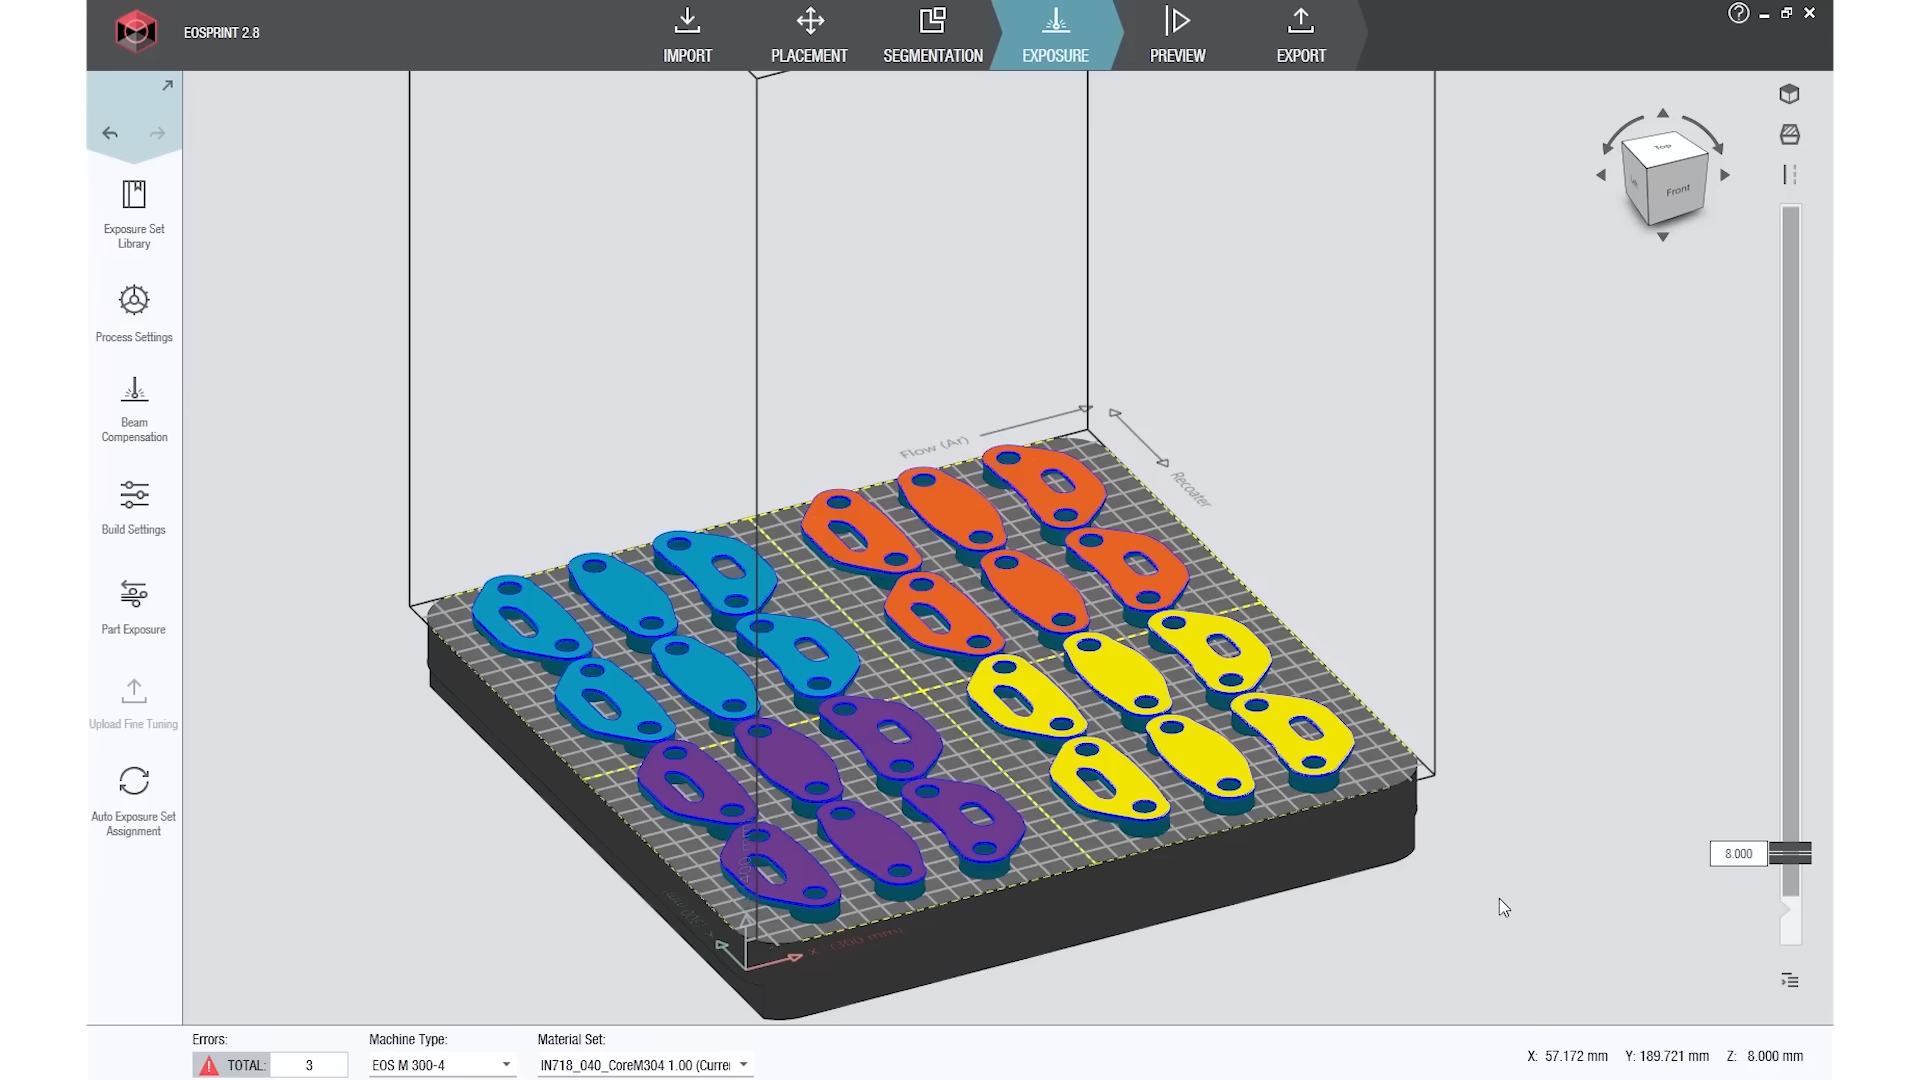 EOSPRINT 2.8
IMPORT
PLACEMENT
SEGMENTATION
EXPOSURE
PREVIEW
EXPORT
Top
Front
Exposure Set
Library
Process Settings
Beam
Compensation
Build Settings
Part Exposure
Upload Fine Tuning
Auto Exposure Set
Assignment
Flow (Ar)
Recoater
8.000
X (300 mm)
Errors:
TOTAL:
3
Machine Type:
EOS M 300-4
Material Set:
IN718_040_CoreM304 1.00 (Curre
X: 57.172 mm Y: 189.721 mm Z: 8.000 mm